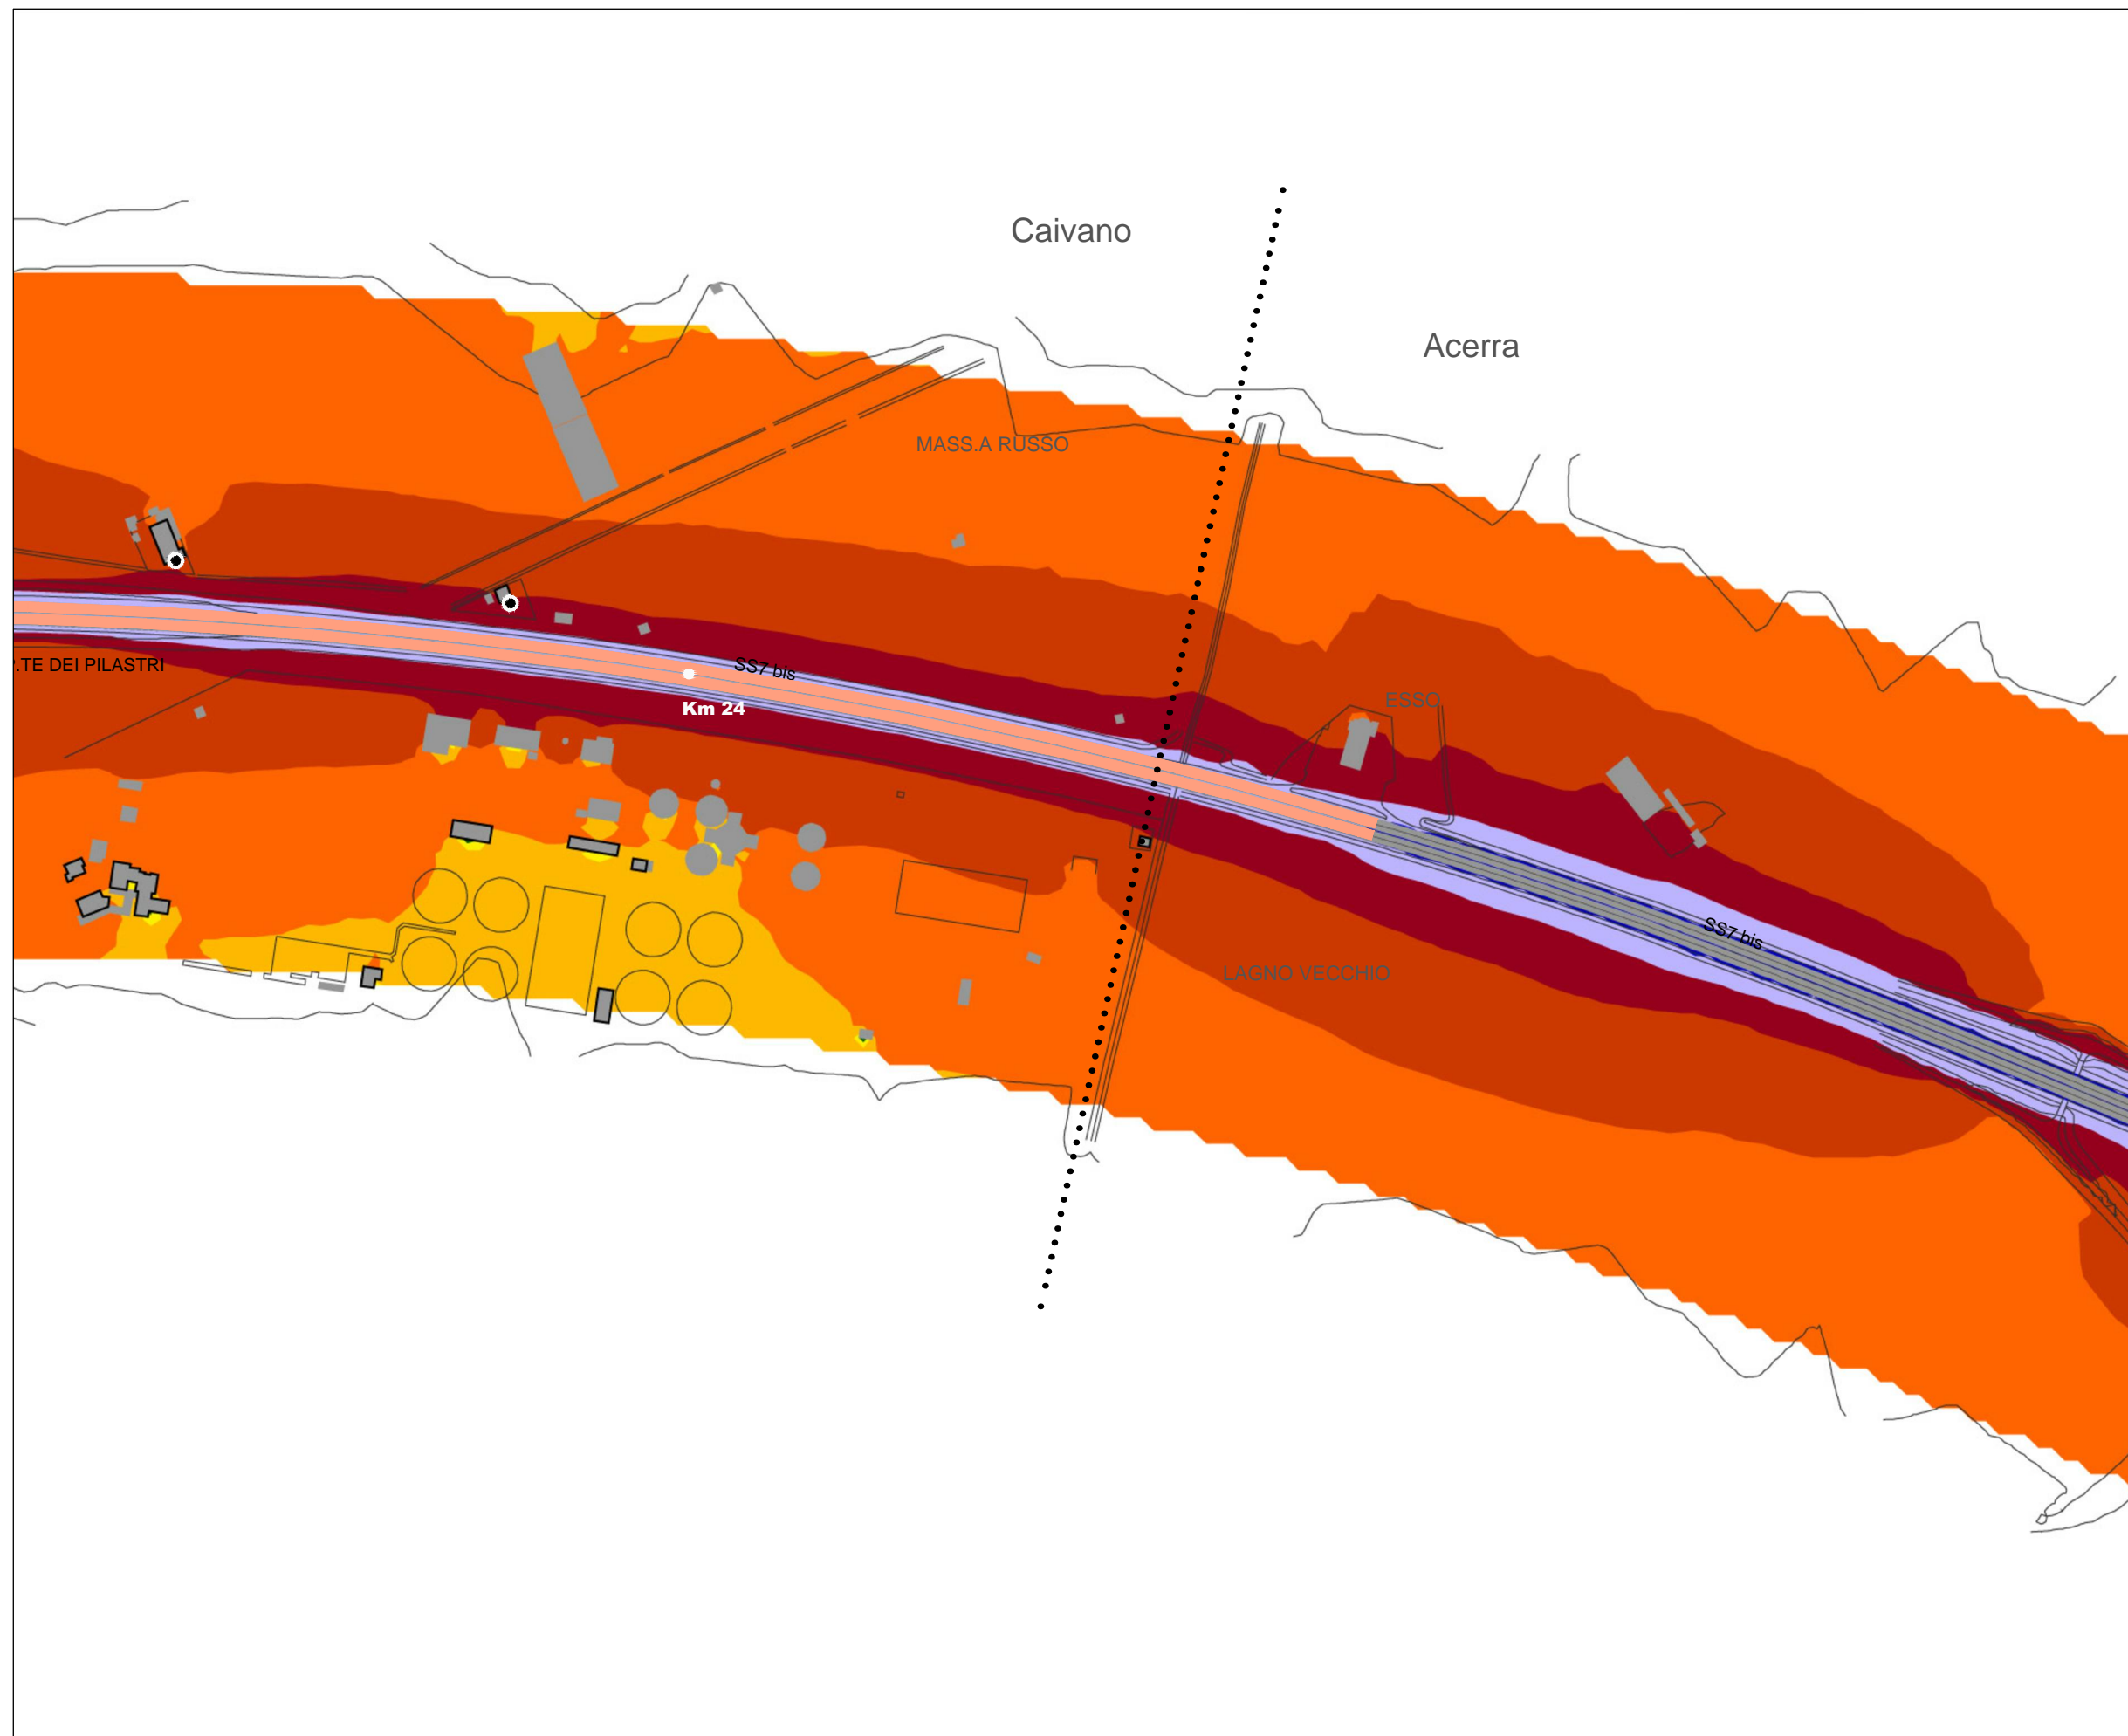 Caivano
Acerra
MASS.A RUSSO
.TE DEI PILASTRI
SS7 bis
Km 24
ESSO
SS7 bis
LAGNO VECCHIO